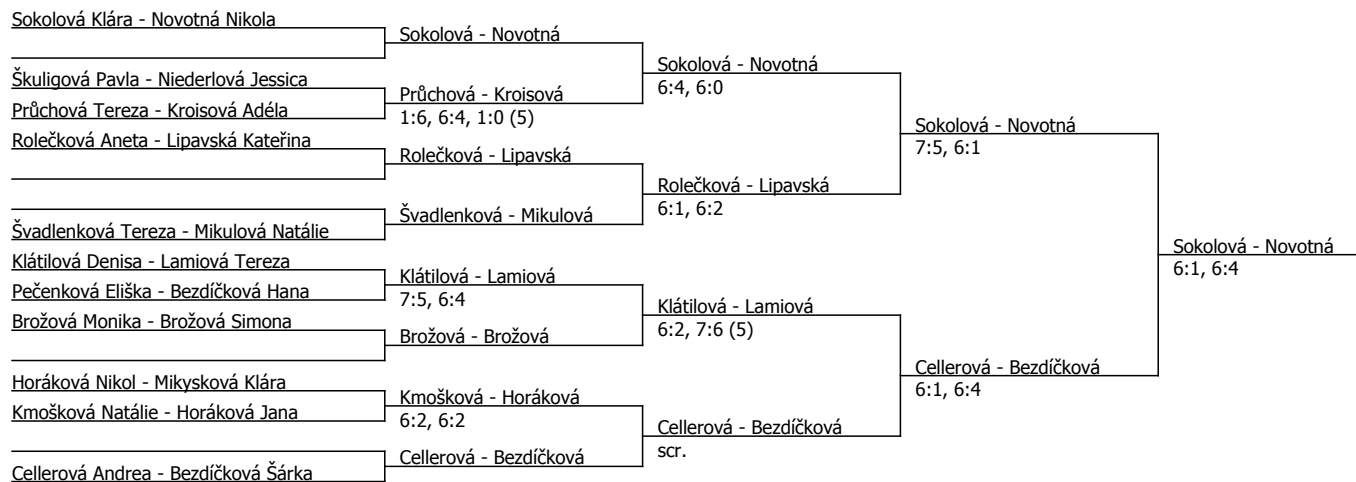 Sokolová Klára - Novotná Nikola
Škuligová Pavla - Niederlová Jessica
Průchová Tereza - Kroisová Adéla
Rolečková Aneta - Lipavská Kateřina
Švadlenková Tereza - Mikulová Natálie
Klátilová Denisa - Lamiová Tereza
Pečenková Eliška - Bezdíčková Hana
Brožová Monika - Brožová Simona
Horáková Nikol - Mikysková Klára
Kmošková Natálie - Horáková Jana
Cellerová Andrea - Bezdíčková Šárka
Sokolová - Novotná
Průchová - Kroisová
1:6, 6:4, 1:0 (5)
Rolečková - Lipavská
Švadlenková - Mikulová
Klátilová - Lamiová
7:5, 6:4
Brožová - Brožová
Kmošková - Horáková
6:2, 6:2
Cellerová - Bezdíčková
Sokolová - Novotná
6:4, 6:0
Rolečková - Lipavská
6:1, 6:2
Klátilová - Lamiová
6:2, 7:6 (5)
Cellerová - Bezdíčková
scr.
Sokolová - Novotná
7:5, 6:1
Cellerová - Bezdíčková
6:1, 6:4
Sokolová - Novotná
6:1, 6:4